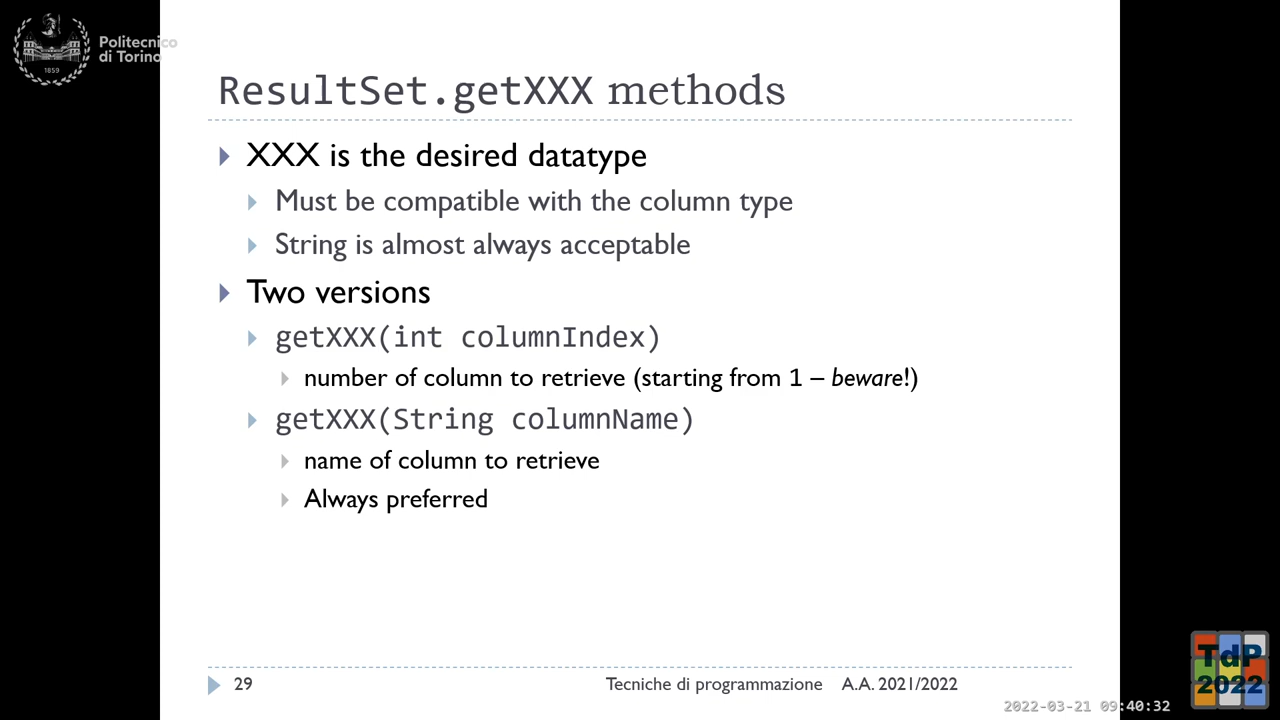 Politecnico
di Torino
1859
ResultSet.getXXX methods
XXX is the desired datatype
Must be compatible with the column type
String is almost always acceptable
Two versions
getXXX(int columnIndex)
number of column to retrieve (starting from 1 – beware!)
getXXX(String columnName)
name of column to retrieve
Always preferred
29
Tecniche di programmazione A.A. 2021/2022
TdP
2022
2022-03-21 09:40:32